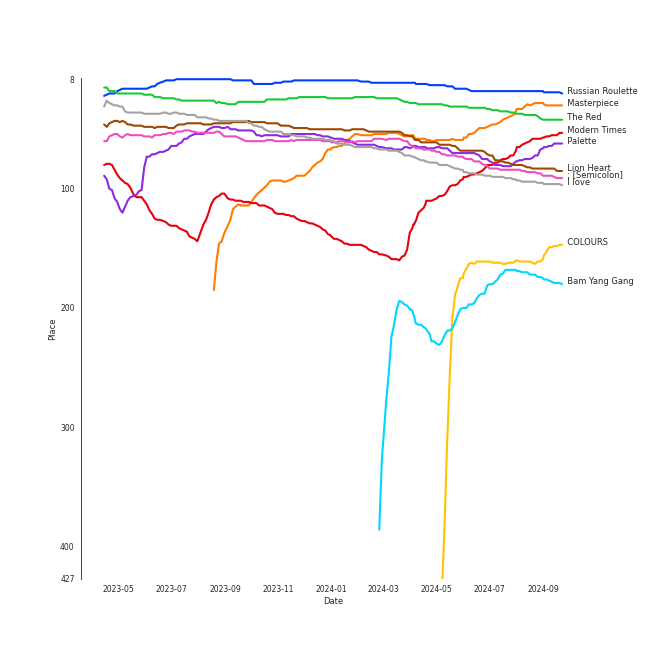 8
100
200
300
400
427
Place
2023-05
2023-07
2023-09
2023-11
2024-01
2024-03
2024-05
2024-07
2024-09
Date
Russian Roulette
Masterpiece
The Red
Modern Times
Palette
Lion Heart
; [Semicolon]
I love
COLOURS
Bam Yang Gang